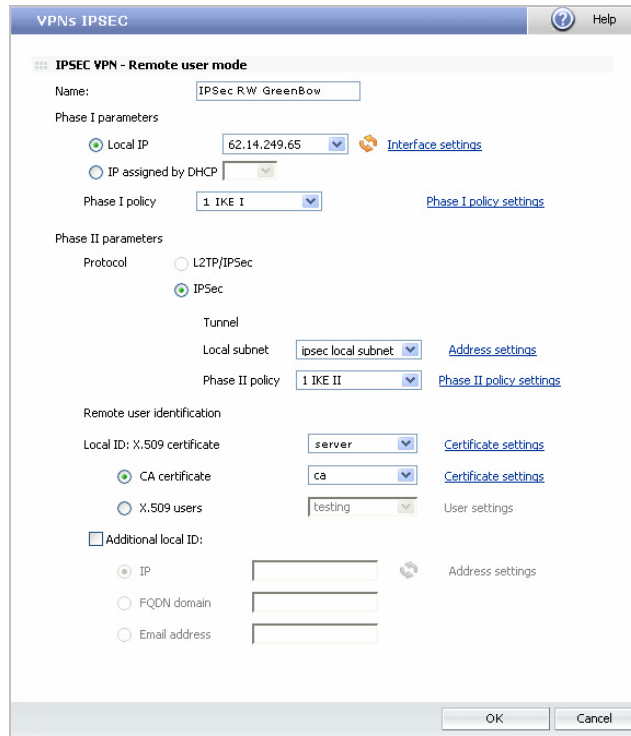 VPNs IPSEC Help
IPSEC VPN - Remote user mode
Name: IPSec RW GreenBow
Phase I parameters
Local IP 62.14.249.65 Interface settings
IP assigned by DHCP
Phase I policy 1 IKE I Phase I policy settings
Phase II parameters
Protocol L2TP/IPSec
IPSec
Tunnel
Local subnet ipsec local subnet Address settings
Phase II policy 1 IKE II Phase II policy settings
Remote user identification
Local ID: X.509 certificate server Certificate settings
CA certificate ca Certificate settings
X.509 users testing User settings
Additional local ID:
IP Address settings
FQDN domain
Email address
OK Cancel